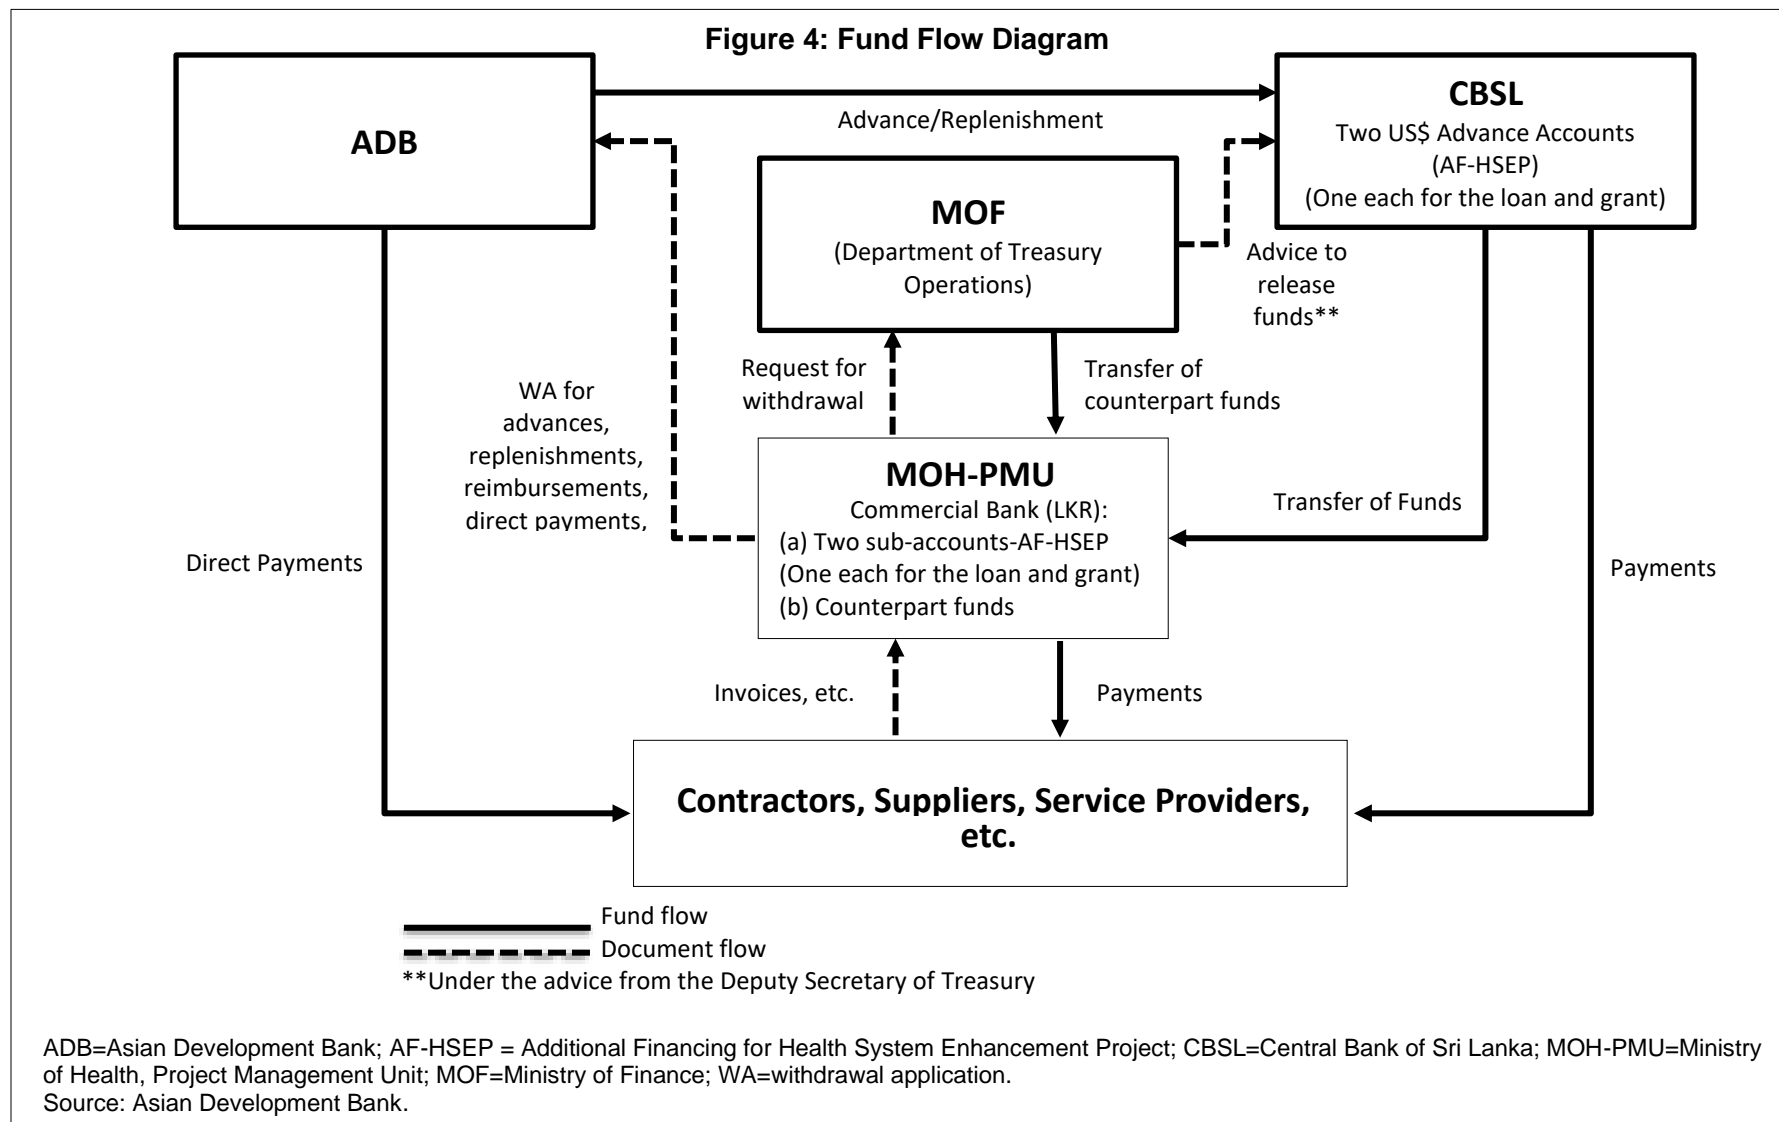 Figure 4: Fund Flow Diagram
ADB
Advance/Replenishment
CBSL
Two US$ Advance Accounts
(AF-HSEP)
(One each for the loan and grant)
MOF
(Department of Treasury
Operations)
Advice to
release
funds**
Request for
withdrawal
Transfer of
counterpart funds
WA for
advances,
replenishments,
reimbursements,
direct payments,
MOH-PMU
Commercial Bank (LKR):
(a) Two sub-accounts-AF-HSEP
(One each for the loan and grant)
(b) Counterpart funds
Transfer of Funds
Direct Payments
Payments
Invoices, etc.
Payments
Contractors, Suppliers, Service Providers,
etc.
Fund flow
Document flow
**Under the advice from the Deputy Secretary of Treasury
ADB=Asian Development Bank; AF-HSEP = Additional Financing for Health System Enhancement Project; CBSL=Central Bank of Sri Lanka; MOH-PMU=Ministry
of Health, Project Management Unit; MOF=Ministry of Finance; WA=withdrawal application.
Source: Asian Development Bank.